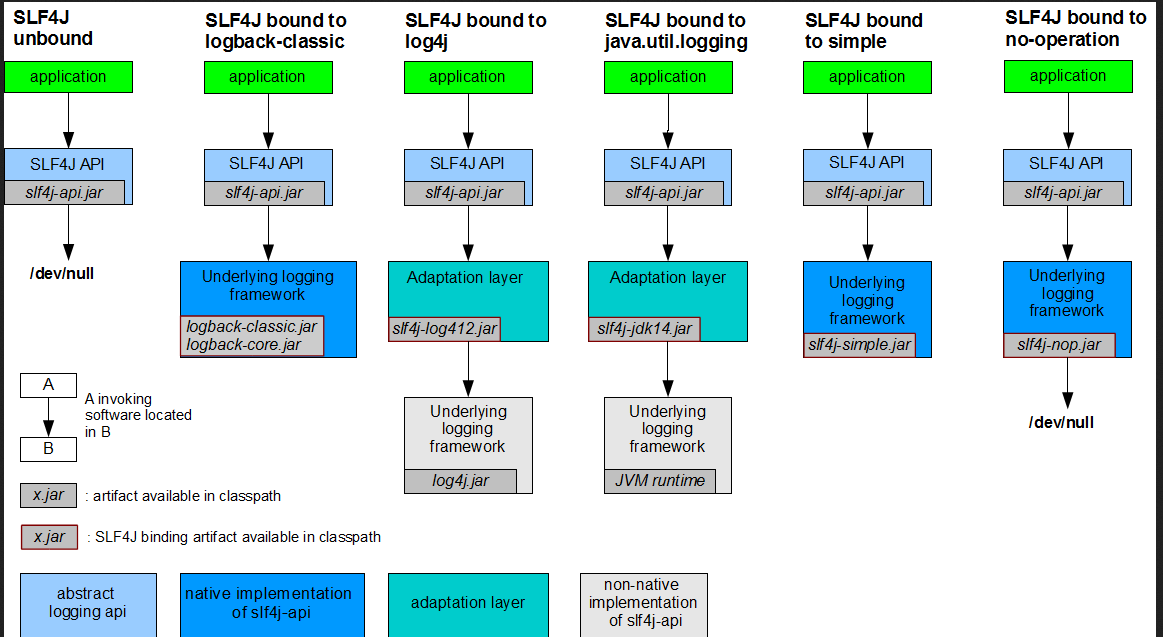 SLF4J
unbound
application
SLF4J API
slf4j-api.jar
/dev/null
SLF4J bound to
logback-classic
application
SLF4J API
slf4j-api.jar
Underlying logging
framework
logback-classic.jar
logback-core.jar
SLF4J bound to
log4j
application
SLF4J API
slf4j-api.jar
Adaptation layer
slf4j-log412.jar
Underlying
logging
framework
log4j.jar
SLF4J bound to
java.util.logging
application
SLF4J API
slf4j-api.jar
Adaptation layer
slf4j-jdk14.jar
Underlying
logging
framework
JVM runtime
SLF4J bound
to simple
application
SLF4J API
slf4j-api.jar
Underlying
logging
framework
slf4j-simple.jar
SLF4J bound to
no-operation
application
SLF4J API
slf4j-api.jar
Underlying
logging
framework
slf4j-nop.jar
/dev/null
A
B
A invoking
software located
in B
x.jar : artifact available in classpath
x.jar : SLF4J binding artifact available in classpath
abstract
logging api
native implementation
of slf4j-api
adaptation layer
non-native
implementation
of slf4j-api